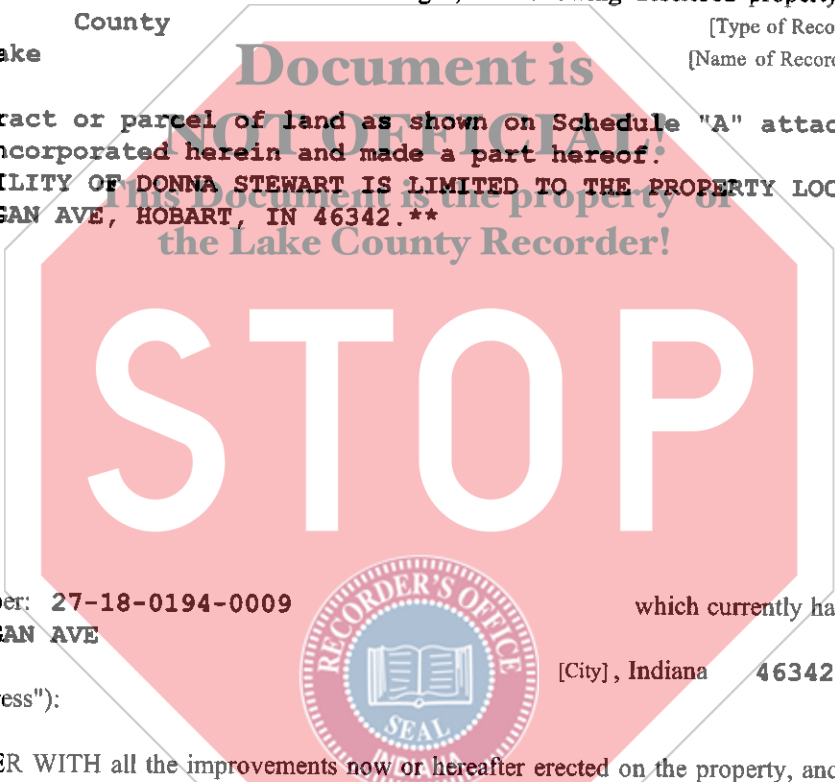 County
[Type of Reco
ake
[Name of Recor
Document is
ract or parcel of land as shown on Schedule "A" attac
NOT OFFICIAL!
ncorporated herein and made a part hereof.
ILITY OF DONNA STEWART IS LIMITED TO THE PROPERTY LOC
This Document is the property of
GAN AVE, HOBART, IN 46342.**
the Lake County Recorder!
STOP
er: 27-18-0194-0009
which currently ha
GAN AVE
[City], Indiana 46342
ess"):
RECORDER'S OFFICE
SEAL
INDIANA
ER WITH all the improvements now or hereafter erected on the property, and